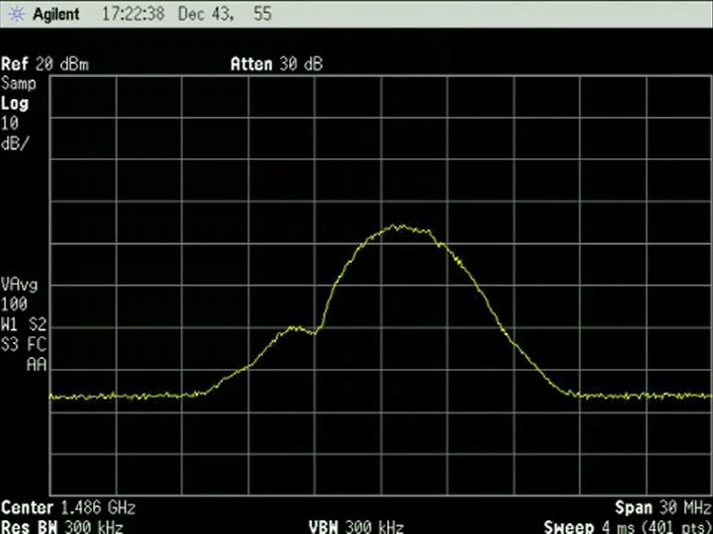 Agilent 17:22:38 Dec 43, 55
Ref 20 dBm Atten 30 dB
Samp
Log
10
dB/
VAvg
100
W1 S2
S3 FC
AA
Center 1.486 GHz Span 30 MHz
Res BW 300 kHz VBW 300 kHz Sweep 4 ms (401 pts)